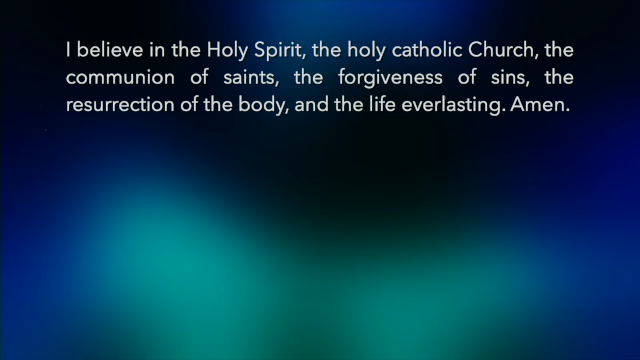 I believe in the Holy Spirit, the holy catholic Church, the
communion of saints, the forgiveness of sins, the
resurrection of the body, and the life everlasting. Amen.